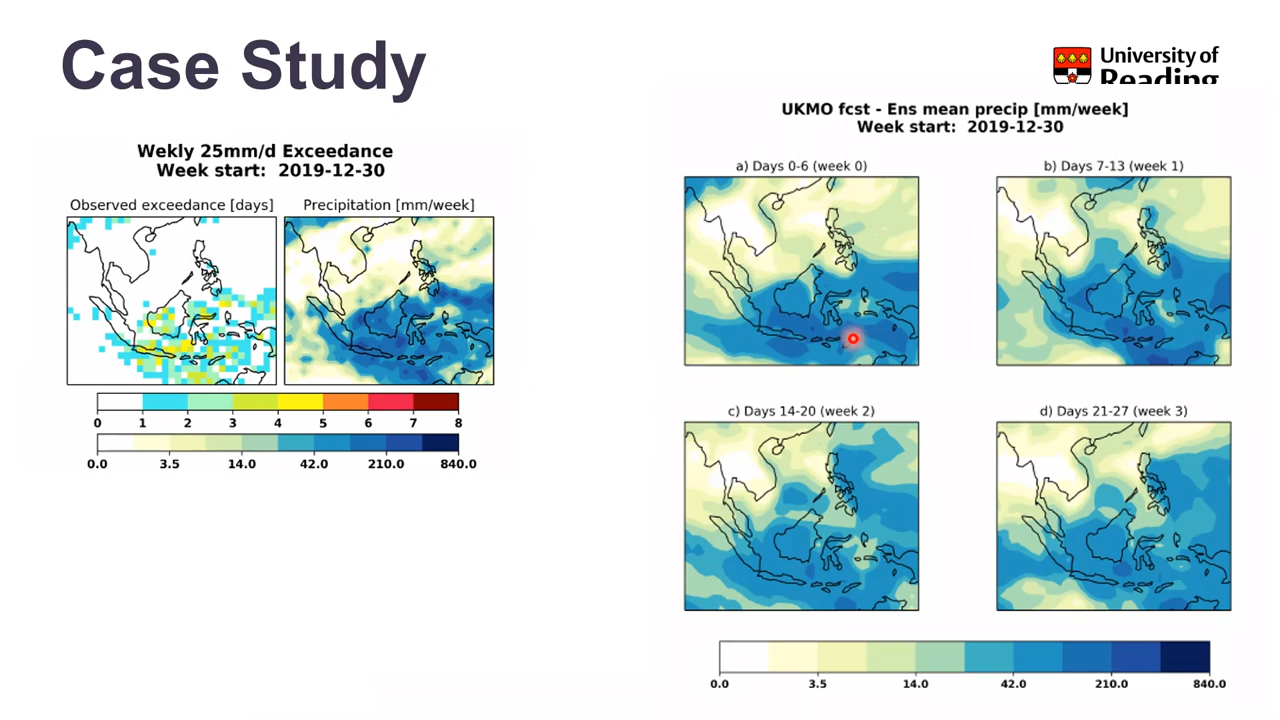 Case Study
University of
Reading
Wekly 25mm/d Exceedance
Week start: 2019-12-30
Observed exceedance [days]
Precipitation [mm/week]
0 1 2 3 4 5 6 7 8
0.0 3.5 14.0 42.0 210.0 840.0
UKMO fcst - Ens mean precip [mm/week]
Week start: 2019-12-30
a) Days 0-6 (week 0)
b) Days 7-13 (week 1)
c) Days 14-20 (week 2)
d) Days 21-27 (week 3)
0.0 3.5 14.0 42.0 210.0 840.0